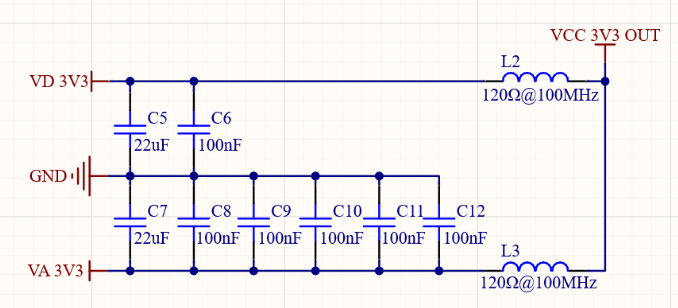 VCC 3V3 OUT
L2
VD 3V3
120Ω@100MHz
C5
C6
22uF
100nF
GND
C7
C8
C9
C10
C11
C12
22uF
100nF
100nF
100nF
100nF
100nF
L3
VA 3V3
120Ω@100MHz